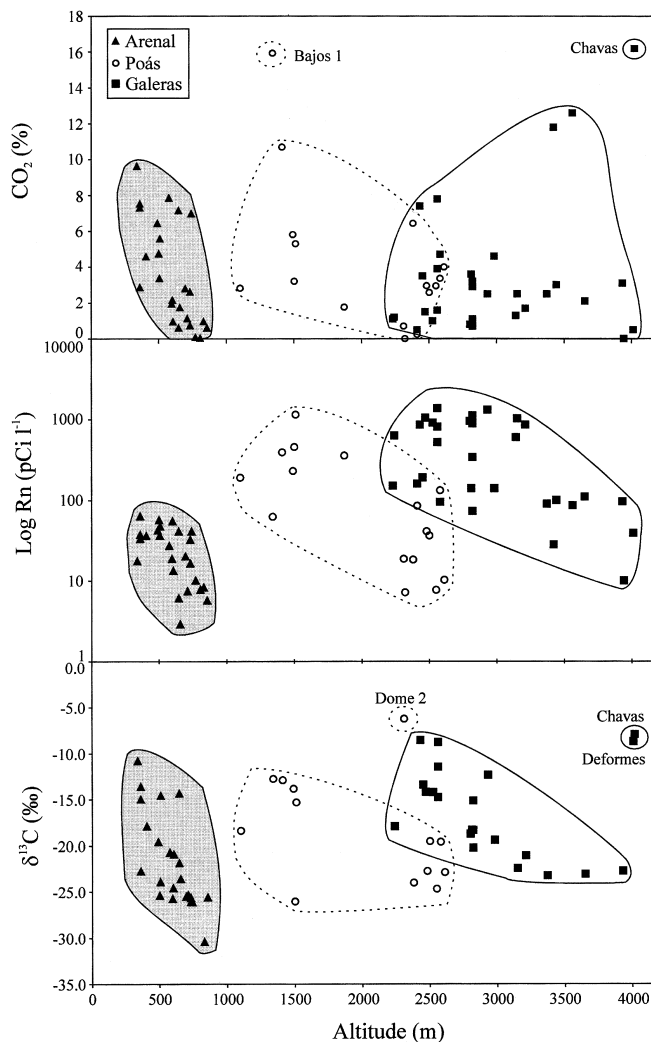 18
16
14
12
10
8
6
4
2
0
CO₂ (%)
Arenal
Poás
Galeras
Bajos 1
Chavas
10000
1000
100
10
1
Log Rn (pCi l⁻¹)
0.0
-5.0
-10.0
-15.0
-20.0
-25.0
-30.0
-35.0
δ¹³C (‰)
Dome 2
Chavas
Deformes
0 500 1000 1500 2000 2500 3000 3500 4000
Altitude (m)